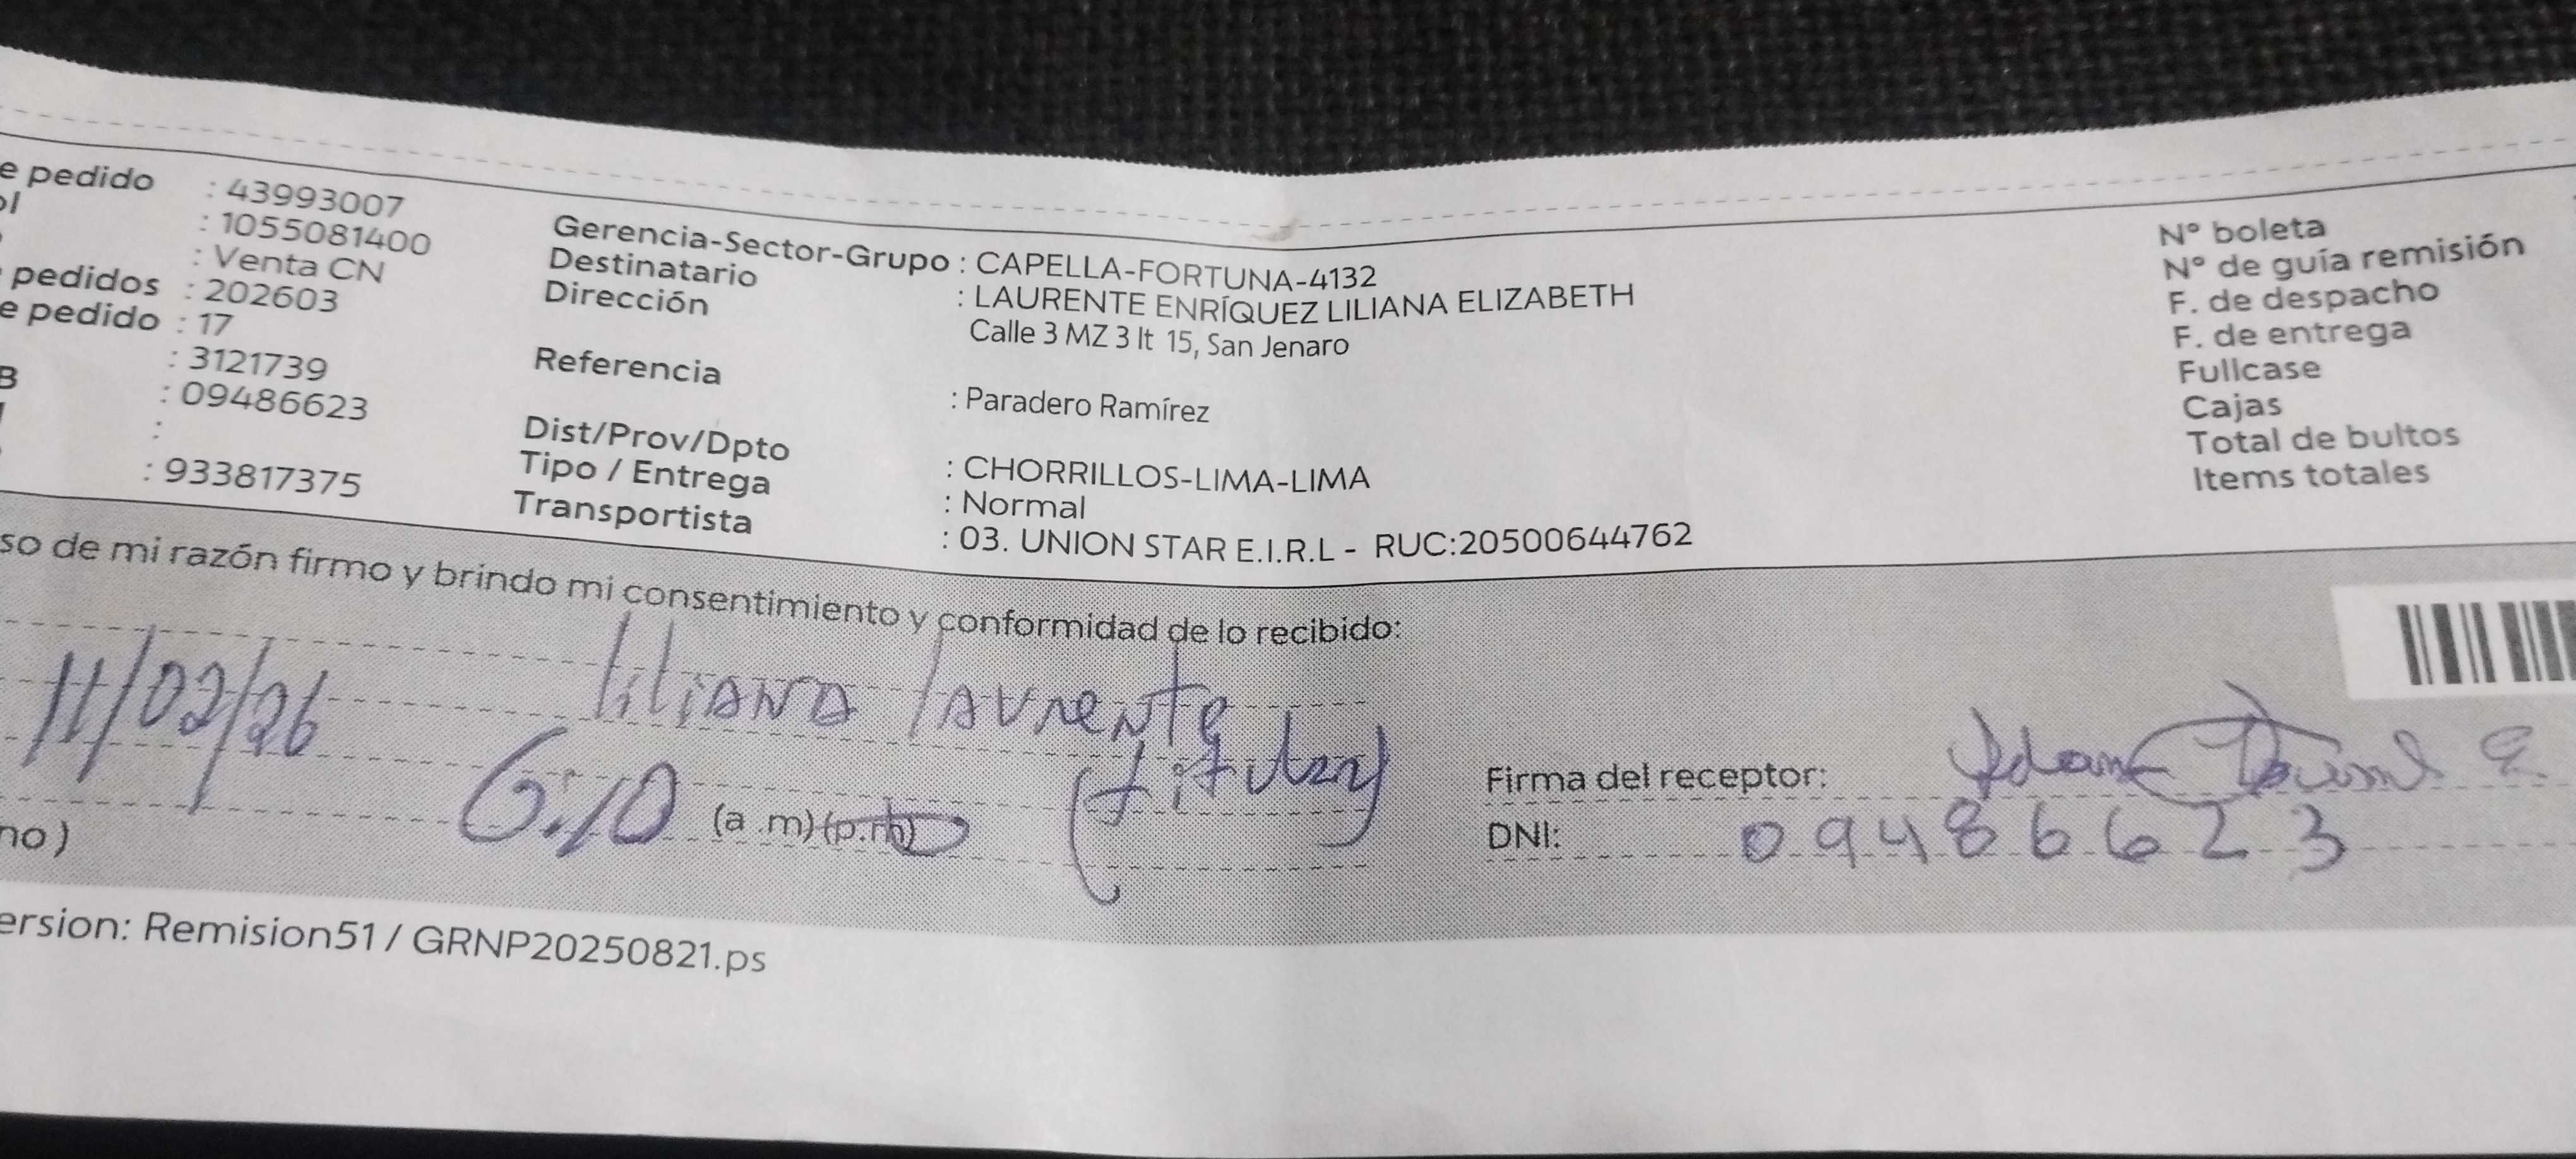 e pedido : 43993007
ol : 1055081400
: Venta CN
pedidos : 202603
e pedido : 17
: 3121739
B : 09486623
:
: 933817375
Gerencia-Sector-Grupo : CAPELLA-FORTUNA-4132
Destinatario : LAURENTE ENRÍQUEZ LILIANA ELIZABETH
Dirección Calle 3 MZ 3 lt 15, San Jenaro
Referencia : Paradero Ramírez
Dist/Prov/Dpto : CHORRILLOS-LIMA-LIMA
Tipo / Entrega : Normal
Transportista : 03. UNION STAR E.I.R.L - RUC:20500644762
N° boleta
N° de guía remisión
F. de despacho
F. de entrega
Fullcase
Cajas
Total de bultos
Items totales
so de mi razón firmo y brindo mi consentimiento y conformidad de lo recibido:
11/02/26 liliana laurente
6:10 (a .m) (p.m) (titular)
no )
Firma del receptor:
DNI: 09486623
ersion: Remision51 / GRNP20250821.ps